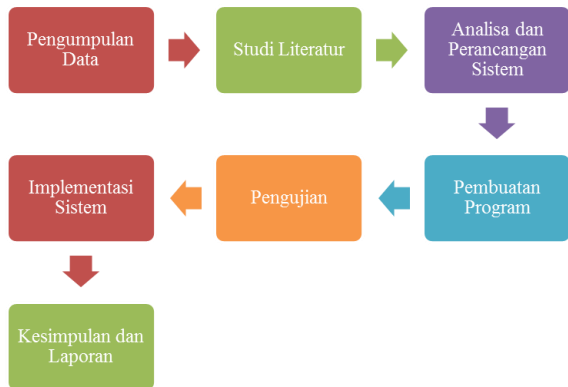 Pengumpulan
Data
Studi Literatur
Analisa dan
Perancangan
Sistem
Pembuatan
Program
Pengujian
Implementasi
Sistem
Kesimpulan dan
Laporan